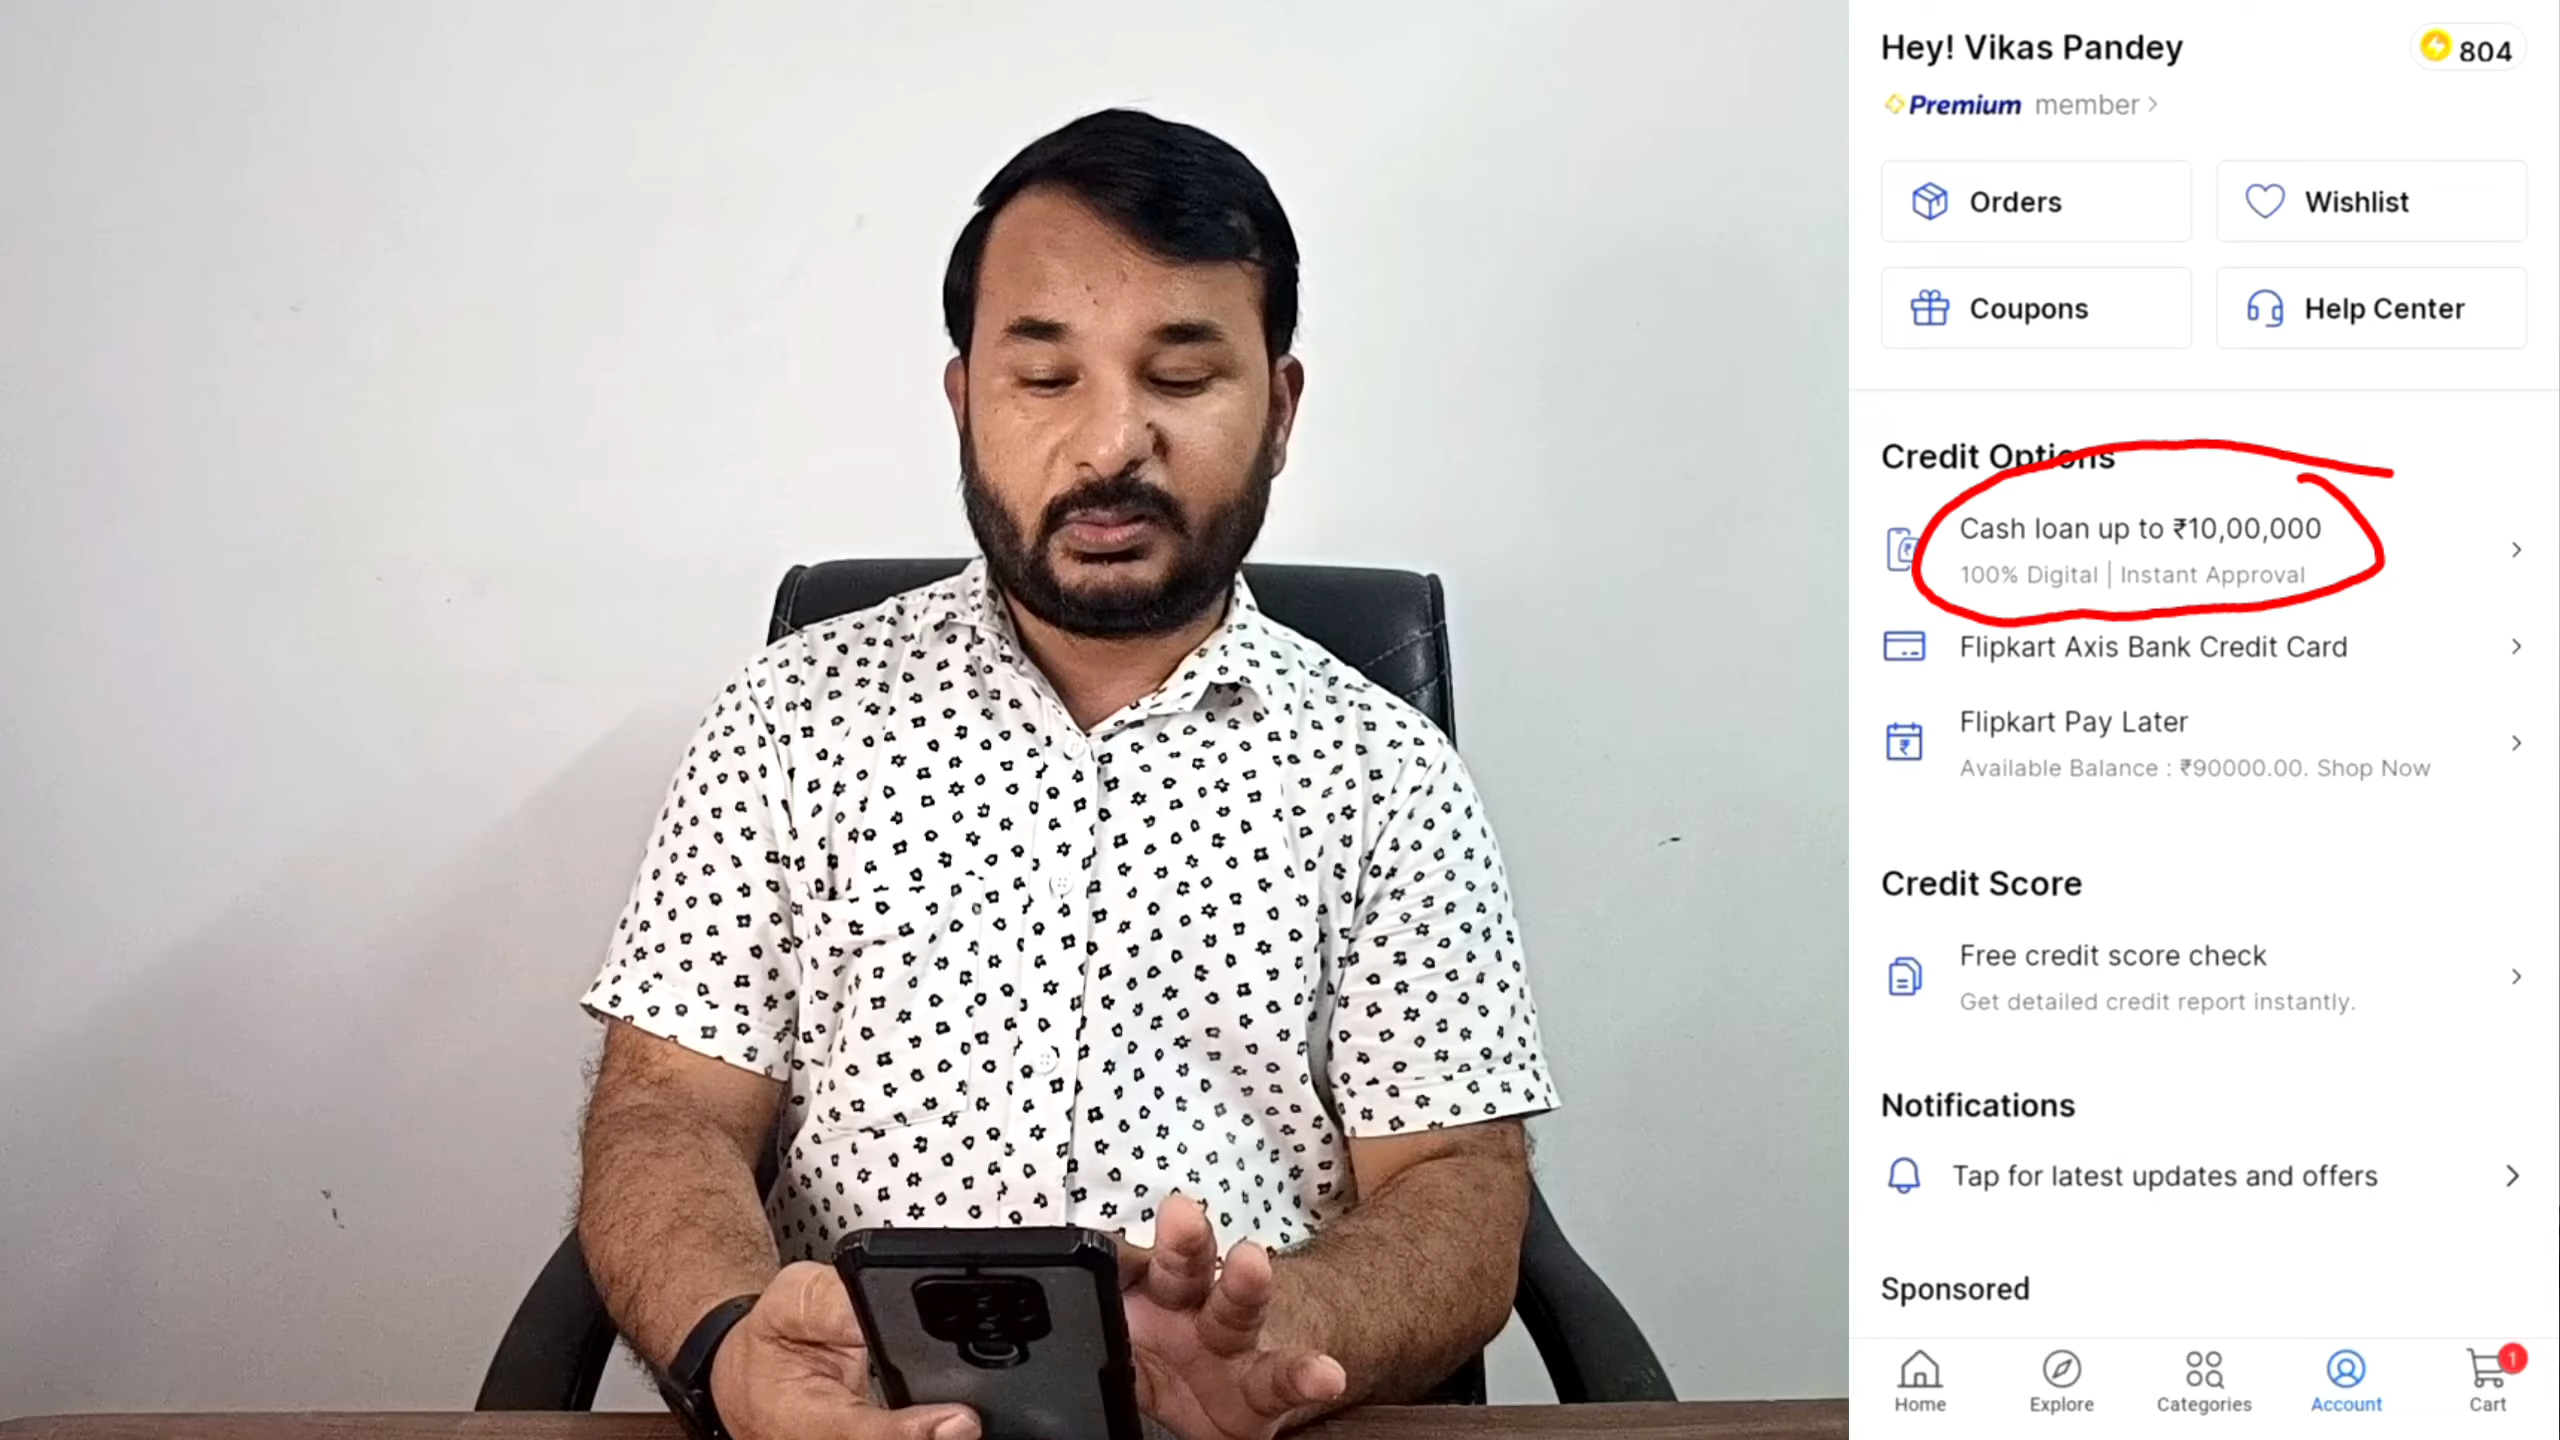 Hey! Vikas Pandey
804
Premium member
Orders
Wishlist
Coupons
Help Center
Credit Options
Cash loan up to ₹10,00,000
100% Digital | Instant Approval
Flipkart Axis Bank Credit Card
Flipkart Pay Later
Available Balance : ₹90000.00. Shop Now
Credit Score
Free credit score check
Get detailed credit report instantly.
Notifications
Tap for latest updates and offers
Sponsored
1
Home
Explore
Categories
Account
Cart